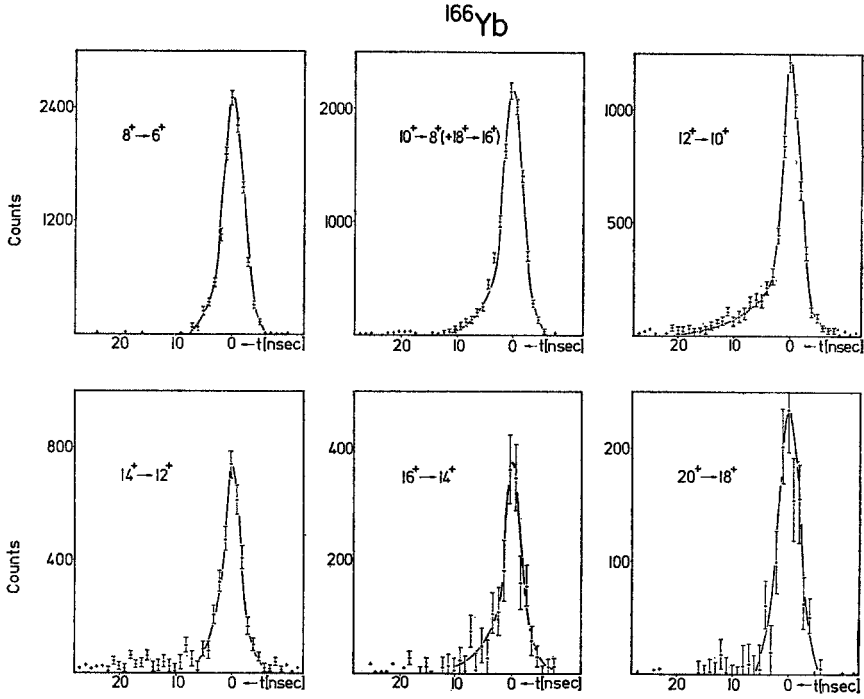 ¹⁶⁶Yb
Counts
2400
1200
8⁺→6⁺
20 10 0 ←t[nsec]
2000
1000
10⁺→8⁺(+18⁺→16⁺)
20 10 0 ←t[nsec]
1000
500
12⁺→10⁺
20 10 0 ←t[nsec]
Counts
800
400
14⁺→12⁺
20 10 0 ←t[nsec]
400
200
16⁺→14⁺
20 10 0 ←t[nsec]
200
100
20⁺→18⁺
20 10 0 ←t[nsec]